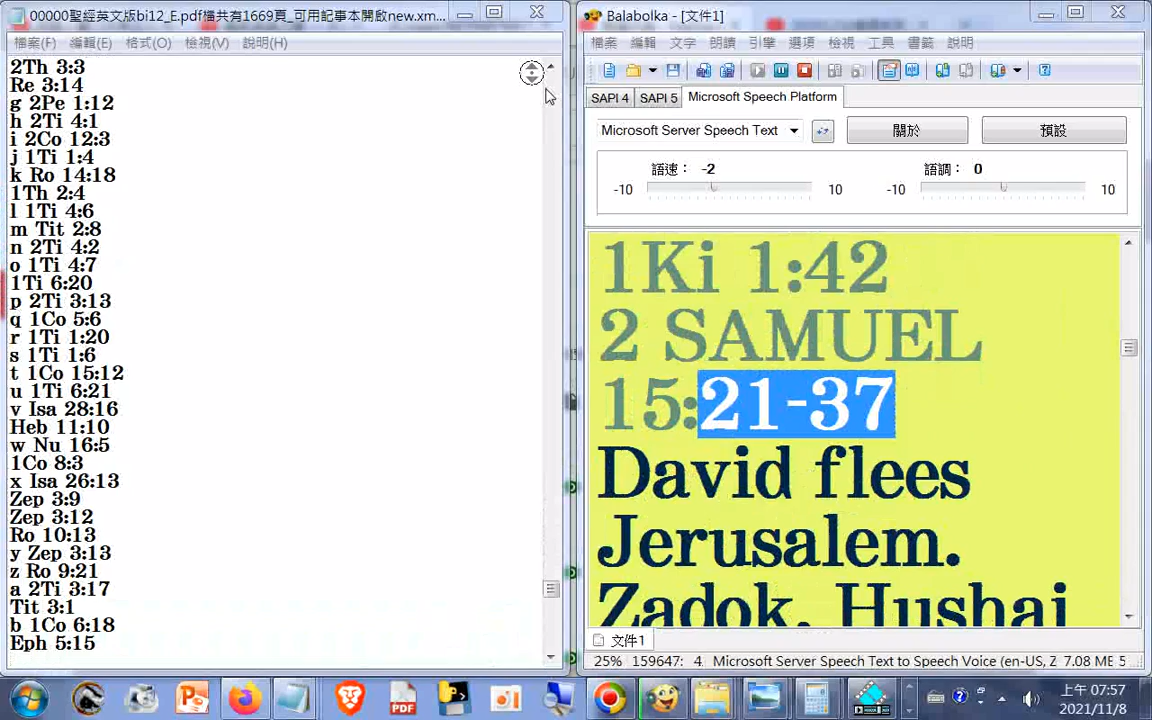 00000聖經英文版bi12_E.pdf檔共有1669頁_可用記事本開啟new.xm...
檔案(F) 編輯(E) 格式(O) 檢視(V) 說明(H)
2Th 3:3
Re 3:14
g 2Pe 1:12
h 2Ti 4:1
i 2Co 12:3
j 1Ti 1:4
k Ro 14:18
1Th 2:4
l 1Ti 4:6
m Tit 2:8
n 2Ti 4:2
o 1Ti 4:7
1Ti 6:20
p 2Ti 3:13
q 1Co 5:6
r 1Ti 1:20
s 1Ti 1:6
t 1Co 15:12
u 1Ti 6:21
v Isa 28:16
Heb 11:10
w Nu 16:5
1Co 8:3
x Isa 26:13
Zep 3:9
Zep 3:12
Ro 10:13
y Zep 3:13
z Ro 9:21
a 2Ti 3:17
Tit 3:1
b 1Co 6:18
Eph 5:15
Balabolka - [文件1]
檔案 編輯 文字 朗讀 引擎 選項 檢視 工具 書籤 說明
SAPI 4 SAPI 5 Microsoft Speech Platform
Microsoft Server Speech Text 關於 預設
語速： -2 語調： 0
-10 10 -10 10
1Ki 1:42
2 SAMUEL
15:21-37
David flees
Jerusalem.
Zadok, Hushai
文件1
25% 159647: 4 Microsoft Server Speech Text to Speech Voice (en-US, Z 7.08 MB 5
PDF
上午 07:57
2021/11/8